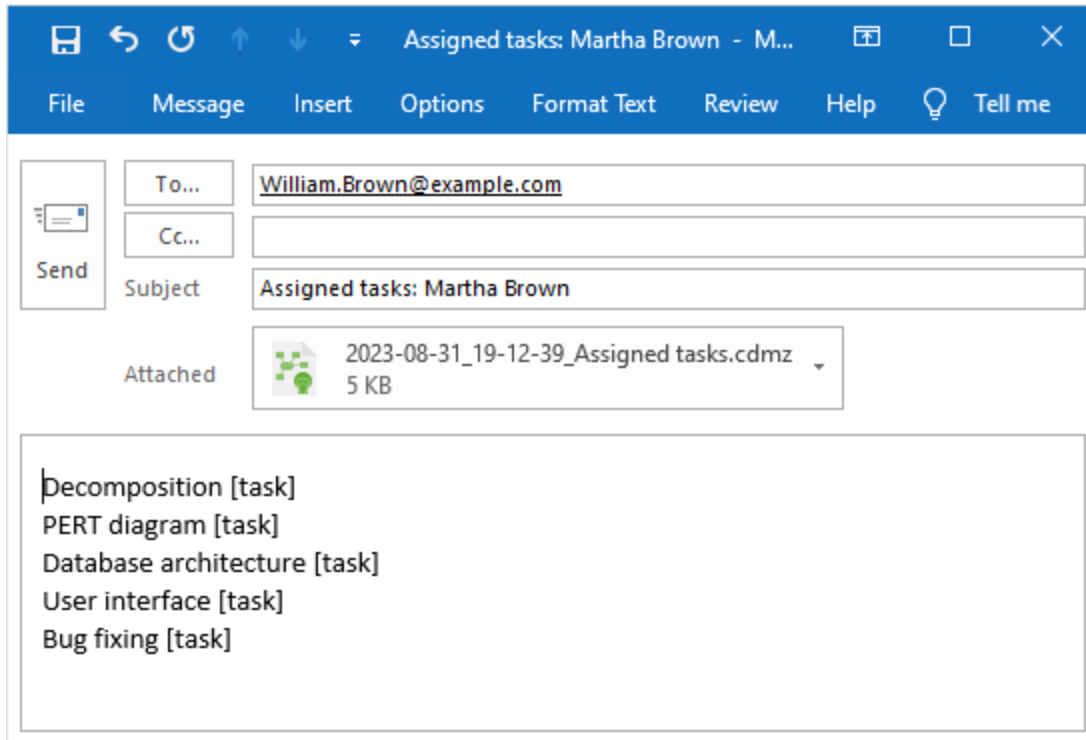 Assigned tasks: Martha Brown - M...
File Message Insert Options Format Text Review Help Tell me
To... William.Brown@example.com
Cc...
Send
Subject Assigned tasks: Martha Brown
Attached 2023-08-31_19-12-39_Assigned tasks.cdmz
5 KB
Decomposition [task]
PERT diagram [task]
Database architecture [task]
User interface [task]
Bug fixing [task]